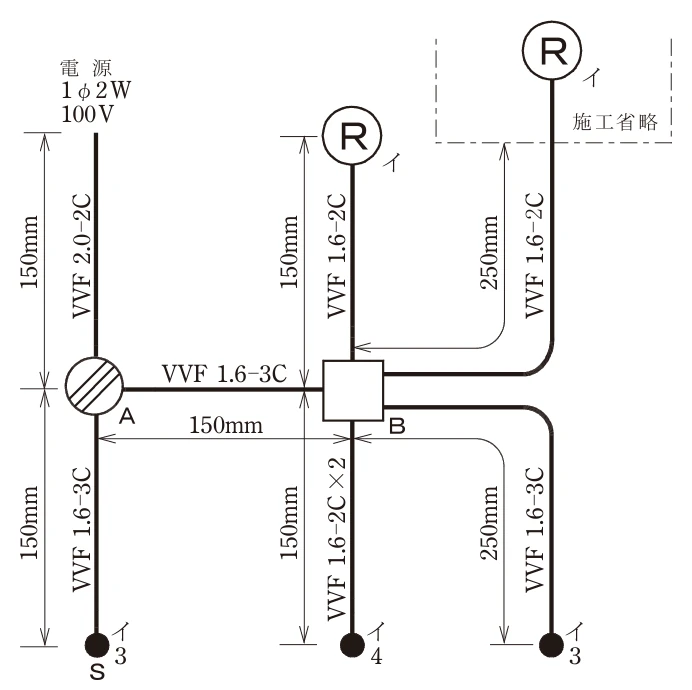 電源
1φ2W
100V
R
イ
施工省略
R
イ
150mm
VVF 2.0-2C
150mm
VVF 1.6-2C
250mm
VVF 1.6-2C
VVF 1.6-3C
A
B
150mm
150mm
VVF 1.6-3C
150mm
VVF 1.6-2C×2
250mm
VVF 1.6-3C
イ
3
S
イ
4
イ
3